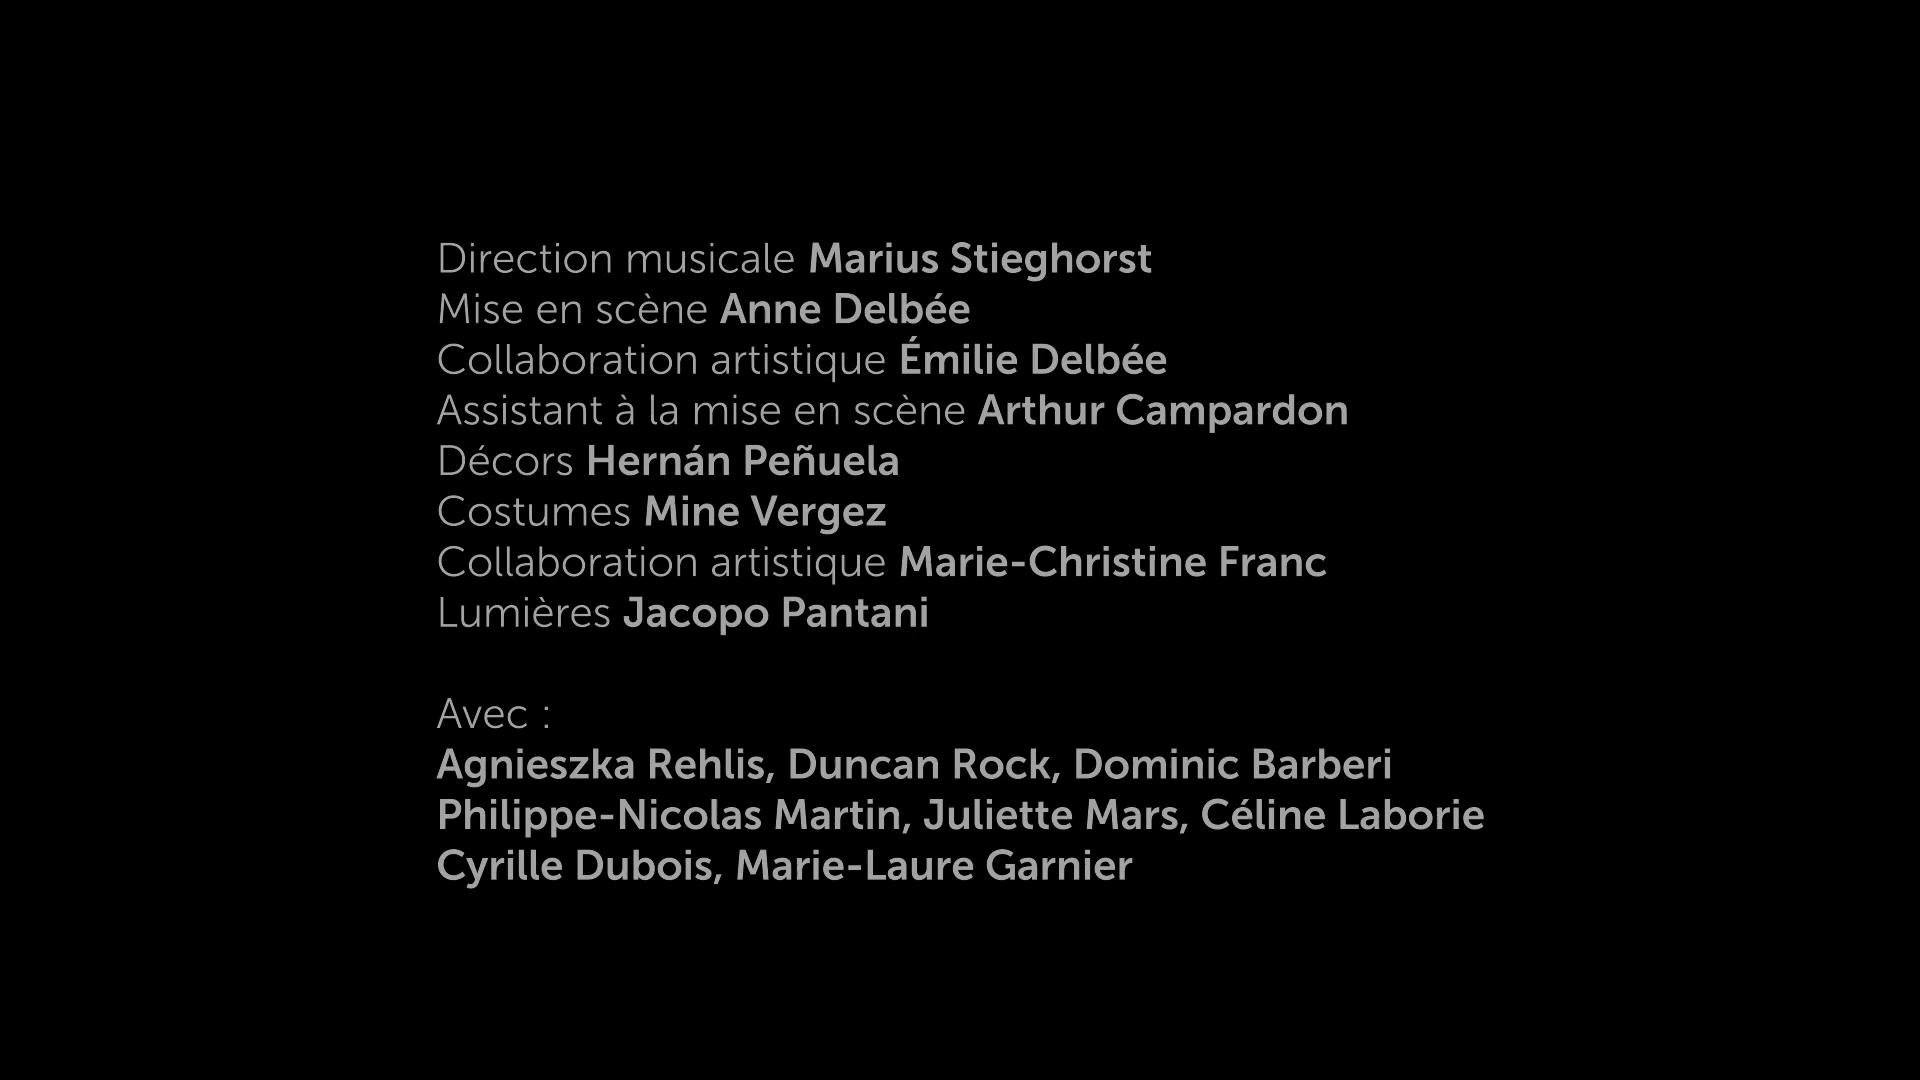 Direction musicale Marius Stieghorst
Mise en scène Anne Delbée
Collaboration artistique Émilie Delbée
Assistant à la mise en scène Arthur Campardon
Décors Hernán Peñuela
Costumes Mine Vergez
Collaboration artistique Marie-Christine Franc
Lumières Jacopo Pantani
Avec :
Agnieszka Rehlis, Duncan Rock, Dominic Barberi
Philippe-Nicolas Martin, Juliette Mars, Céline Laborie
Cyrille Dubois, Marie-Laure Garnier